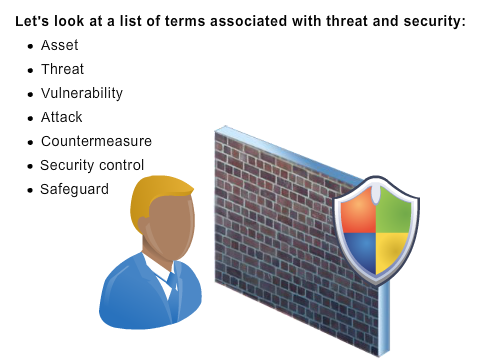 Let's look at a list of terms associated with threat and security:
• Asset
• Threat
• Vulnerability
• Attack
• Countermeasure
• Security control
• Safeguard